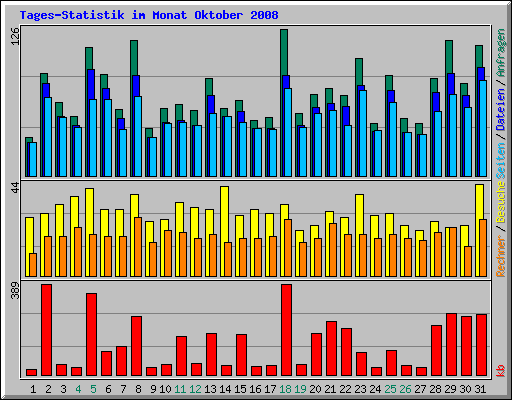 Tages-Statistik im Monat Oktober 2008
126
44
389
Rechner / Besuche Seiten / Dateien / Anfragen
kb
1 2 3 4 5 6 7 8 9 10 11 12 13 14 15 16 17 18 19 20 21 22 23 24 25 26 27 28 29 30 31